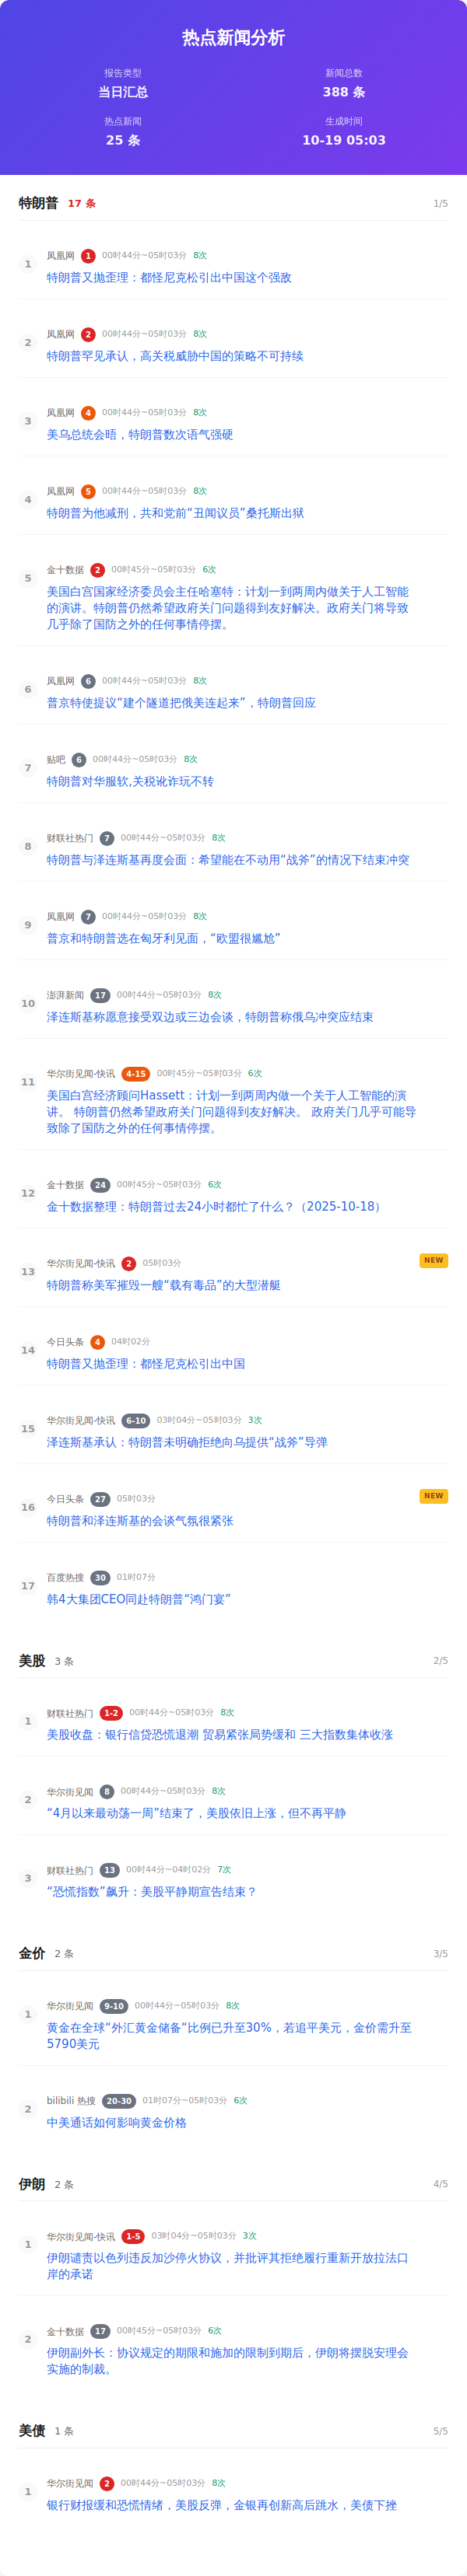 热点新闻分析
报告类型
新闻总数
当日汇总
388 条
热点新闻
生成时间
25 条
10-19 05:03
特朗普 17 条 1/5
1 凤凰网 1 00时44分~05时03分 8次
特朗普又抛歪理：都怪尼克松引出中国这个强敌
2 凤凰网 2 00时44分~05时03分 8次
特朗普罕见承认，高关税威胁中国的策略不可持续
3 凤凰网 4 00时44分~05时03分 8次
美乌总统会晤，特朗普数次语气强硬
4 凤凰网 5 00时44分~05时03分 8次
特朗普为他减刑，共和党前“丑闻议员”桑托斯出狱
5 金十数据 2 00时45分~05时03分 6次
美国白宫国家经济委员会主任哈塞特：计划一到两周内做关于人工智能
的演讲。特朗普仍然希望政府关门问题得到友好解决。政府关门将导致
几乎除了国防之外的任何事情停摆。
6 凤凰网 6 00时44分~05时03分 8次
普京特使提议“建个隧道把俄美连起来”，特朗普回应
7 贴吧 6 00时44分~05时03分 8次
特朗普对华服软,关税讹诈玩不转
8 财联社热门 7 00时44分~05时03分 8次
特朗普与泽连斯基再度会面：希望能在不动用“战斧”的情况下结束冲突
9 凤凰网 7 00时44分~05时03分 8次
普京和特朗普选在匈牙利见面，“欧盟很尴尬”
10 澎湃新闻 17 00时44分~05时03分 8次
泽连斯基称愿意接受双边或三边会谈，特朗普称俄乌冲突应结束
11 华尔街见闻-快讯 4-15 00时45分~05时03分 6次
美国白宫经济顾问Hassett：计划一到两周内做一个关于人工智能的演
讲。 特朗普仍然希望政府关门问题得到友好解决。 政府关门几乎可能导
致除了国防之外的任何事情停摆。
12 金十数据 24 00时45分~05时03分 6次
金十数据整理：特朗普过去24小时都忙了什么？（2025-10-18）
13 华尔街见闻-快讯 2 05时03分 NEW
特朗普称美军摧毁一艘“载有毒品”的大型潜艇
14 今日头条 4 04时02分
特朗普又抛歪理：都怪尼克松引出中国
15 华尔街见闻-快讯 6-10 03时04分~05时03分 3次
泽连斯基承认：特朗普未明确拒绝向乌提供“战斧”导弹
16 今日头条 27 05时03分 NEW
特朗普和泽连斯基的会谈气氛很紧张
17 百度热搜 30 01时07分
韩4大集团CEO同赴特朗普“鸿门宴”
美股 3 条 2/5
1 财联社热门 1-2 00时44分~05时03分 8次
美股收盘：银行信贷恐慌退潮 贸易紧张局势缓和 三大指数集体收涨
2 华尔街见闻 8 00时44分~05时03分 8次
“4月以来最动荡一周”结束了，美股依旧上涨，但不再平静
3 财联社热门 13 00时44分~04时02分 7次
“恐慌指数”飙升：美股平静期宣告结束？
金价 2 条 3/5
1 华尔街见闻 9-10 00时44分~05时03分 8次
黄金在全球“外汇黄金储备“比例已升至30%，若追平美元，金价需升至
5790美元
2 bilibili 热搜 20-30 01时07分~05时03分 6次
中美通话如何影响黄金价格
伊朗 2 条 4/5
1 华尔街见闻-快讯 1-5 03时04分~05时03分 3次
伊朗谴责以色列违反加沙停火协议，并批评其拒绝履行重新开放拉法口
岸的承诺
2 金十数据 17 00时45分~05时03分 6次
伊朗副外长：协议规定的期限和施加的限制到期后，伊朗将摆脱安理会
实施的制裁。
美债 1 条 5/5
1 华尔街见闻 2 00时44分~05时03分 8次
银行财报缓和恐慌情绪，美股反弹，金银再创新高后跳水，美债下挫